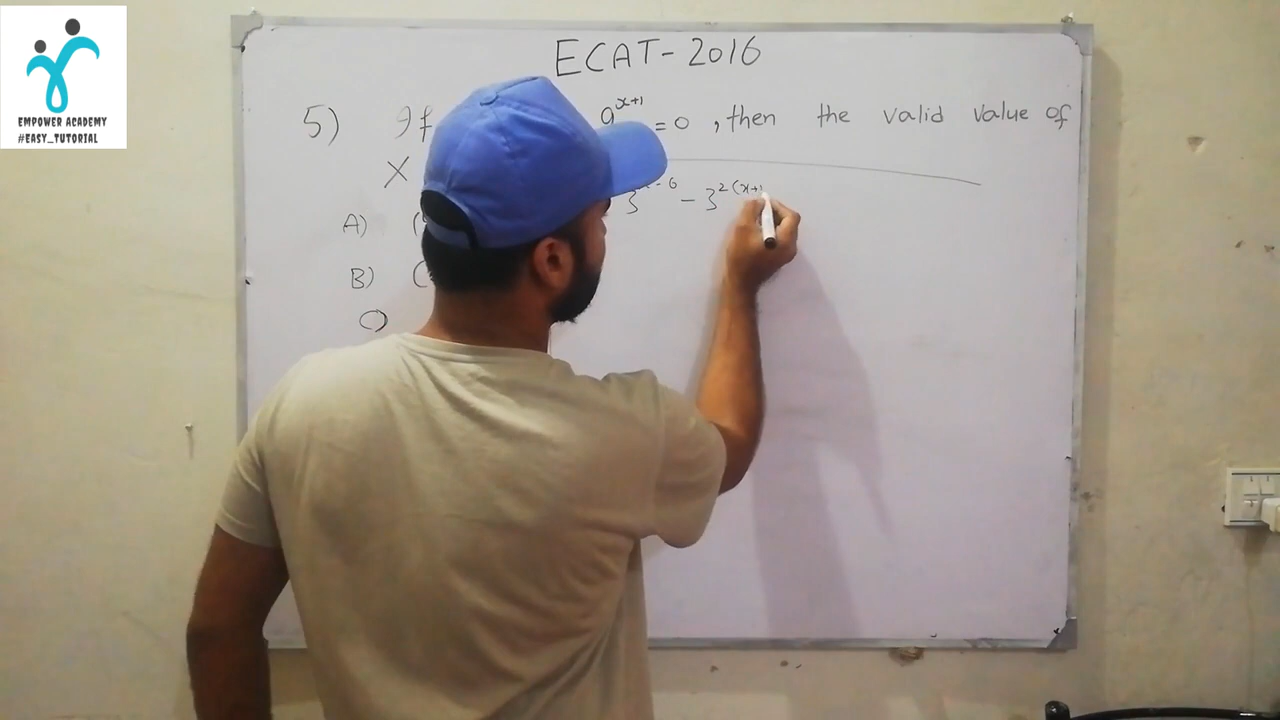 EMPOWER ACADEMY
#EASY_TUTORIAL
ECAT-2016
5) If 9^{x+1} = 0 , then the valid value of
X
- 6 - 3^{2(x+1
A) (
B) (
C)